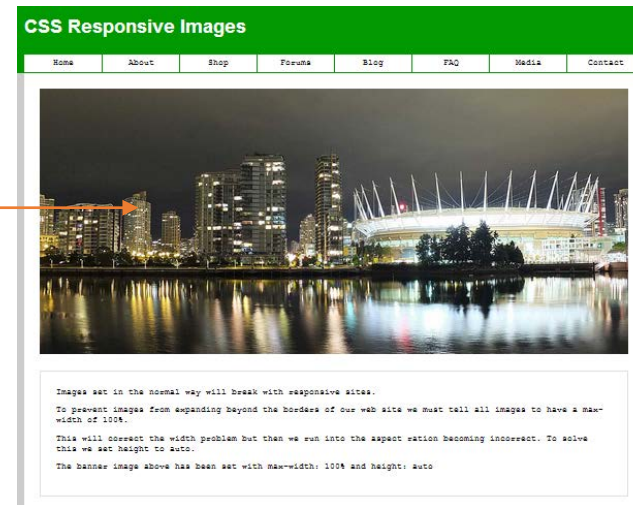 CSS Responsive Images
Home About Shop Forums Blog FAQ Media Contact
Images set in the normal way will break with responsive sites.
To prevent images from expanding beyond the borders of our web site we must tell all images to have a max-
width of 100%.
This will correct the width problem but then we run into the aspect ration becoming incorrect. To solve
this we set height to auto.
The banner image above has been set with max-width: 100% and height: auto